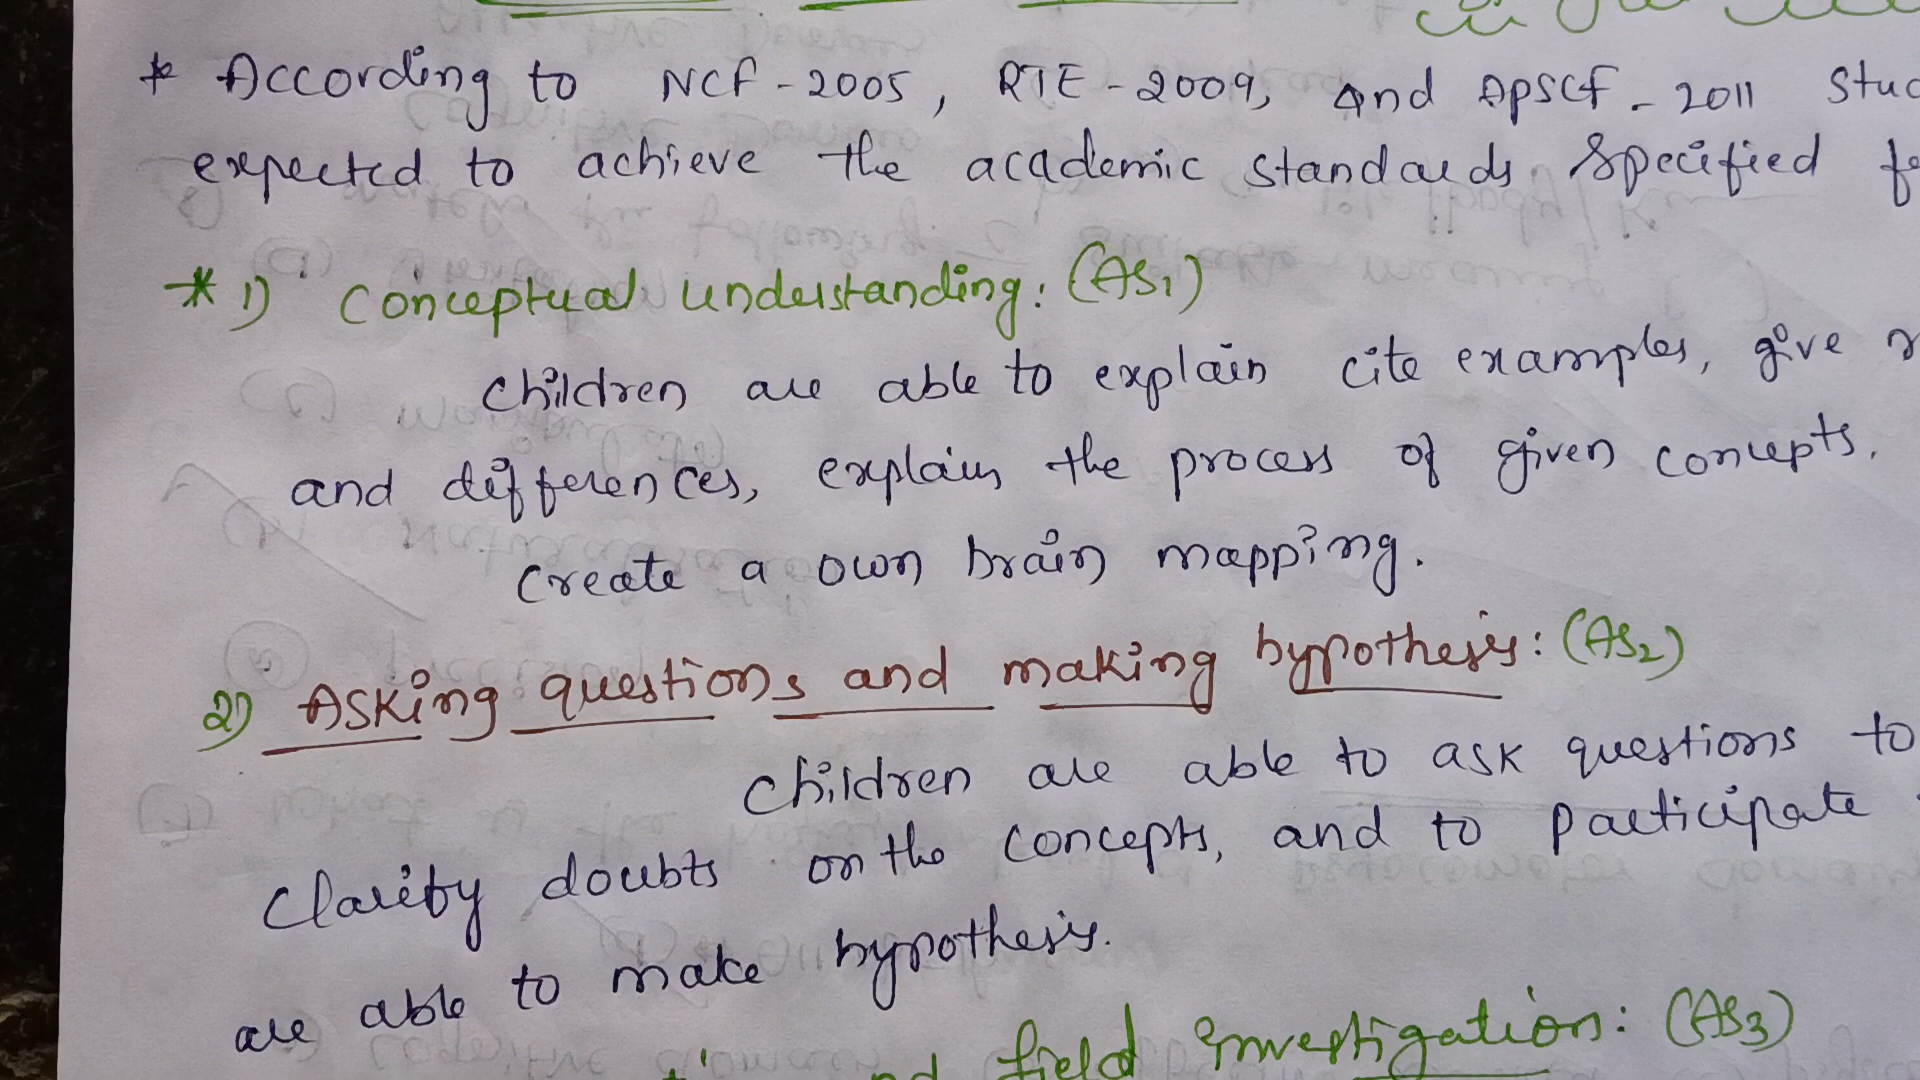 * According to NCF - 2005, RTE - 2009, and APSCF - 2011
expected to achieve the academic standards specified
* 1) Conceptual understanding: (AS1)
Children are able to explain cite examples, give
and differences, explain the process of given concepts.
Create a own brain mapping.
2) Asking questions and making hypothesis: (AS2)
Children are able to ask questions to
Clarity doubts on the concepts, and to participate
are able to make hypothesis.
field investigation: (AS3)